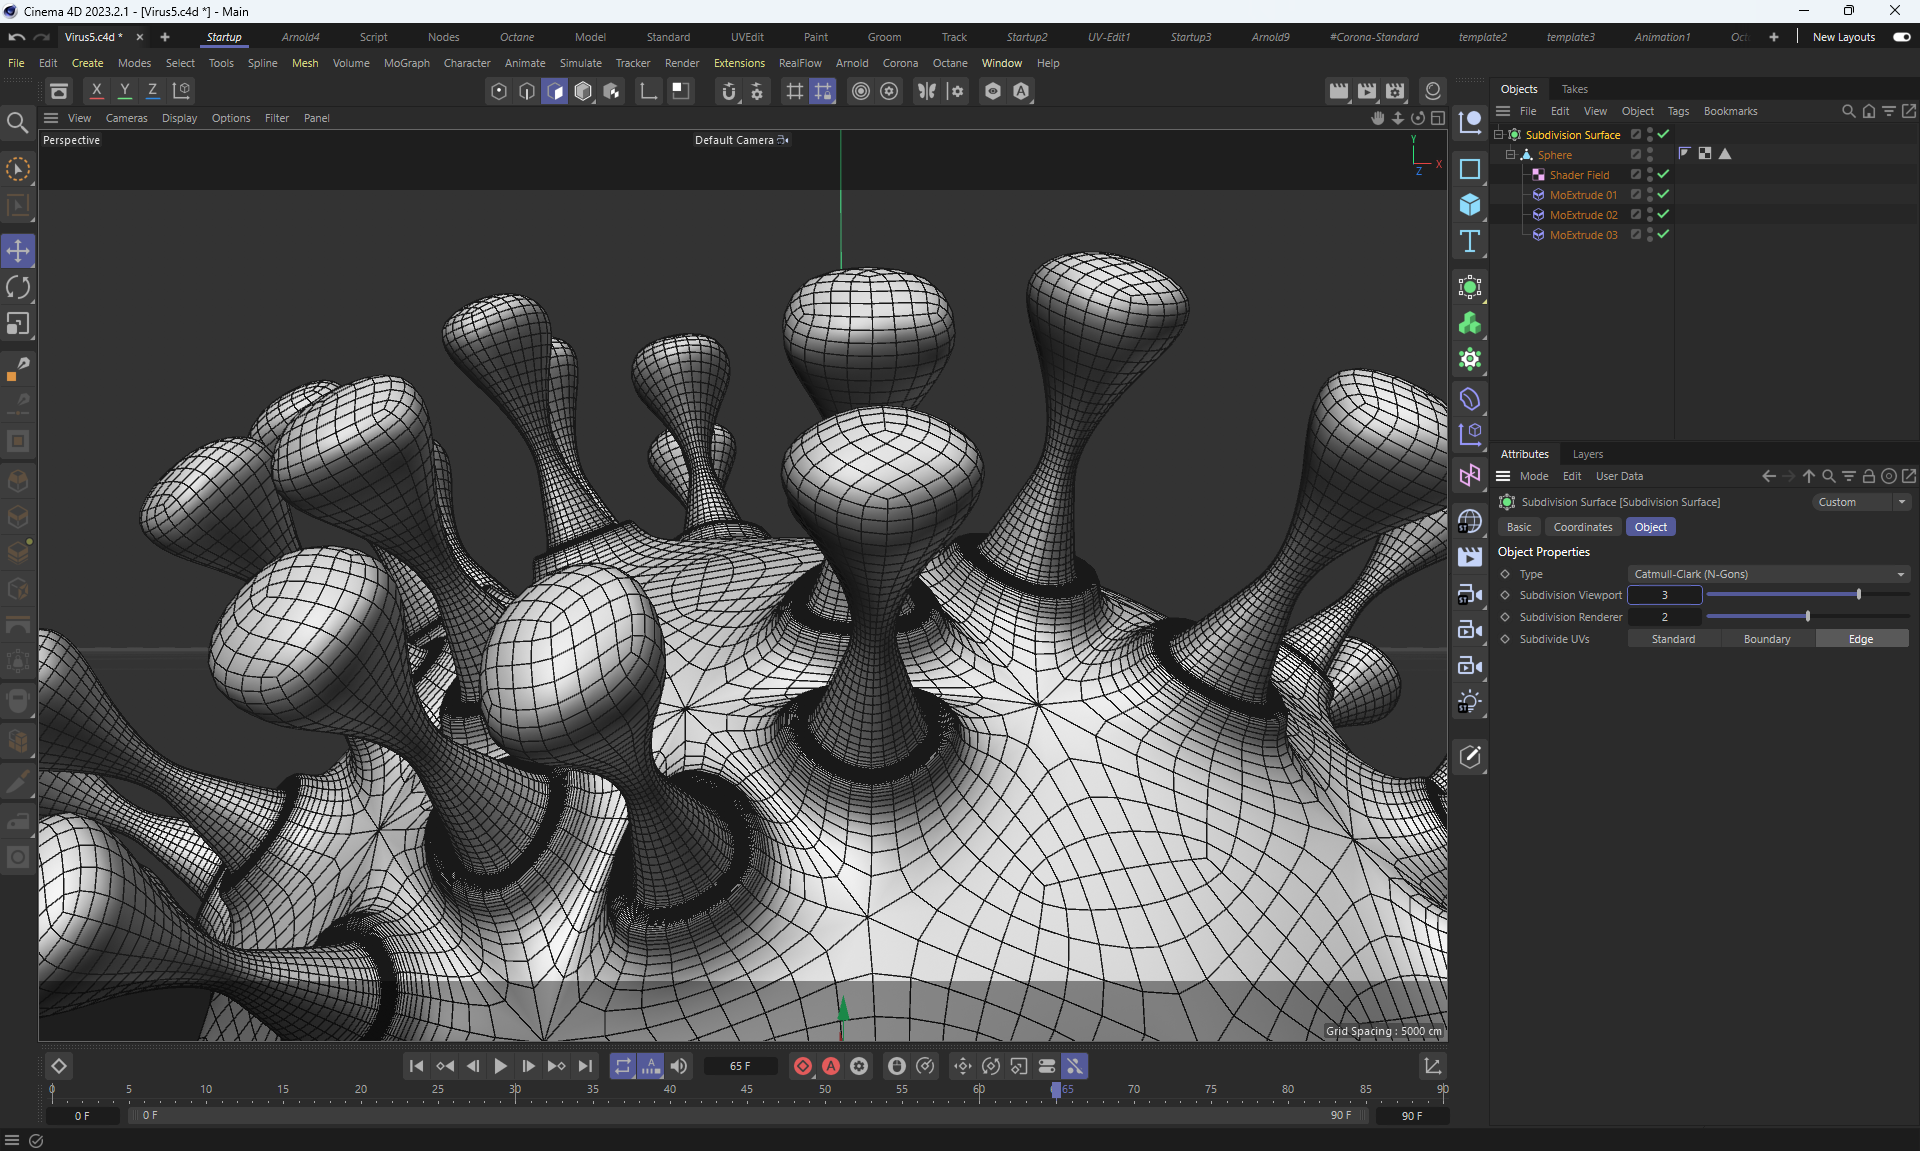 Cinema 4D 2023.2.1 - [Virus5.c4d *] - Main
Virus5.c4d * × + Startup Arnold4 Script Nodes Octane Model Standard UVEdit Paint Groom Track Startup2 UV-Edit1 Startup3 Arnold9 #Corona-Standard template2 template3 Animation1 Oct + New Layouts
File Edit Create Modes Select Tools Spline Mesh Volume MoGraph Character Animate Simulate Tracker Render Extensions RealFlow Arnold Corona Octane Window Help
X Y Z
View Cameras Display Options Filter Panel
Perspective
Default Camera
Y
X
Z
Grid Spacing : 5000 cm
Objects Takes
File Edit View Object Tags Bookmarks
Subdivision Surface
Sphere
Shader Field
MoExtrude 01
MoExtrude 02
MoExtrude 03
Attributes Layers
Mode Edit User Data
Subdivision Surface [Subdivision Surface] Custom
Basic Coordinates Object
Object Properties
Type Catmull-Clark (N-Gons)
Subdivision Viewport 3
Subdivision Renderer 2
Subdivide UVs Standard Boundary Edge
ST
ST
ST
ST
ST
65 F
0 5 10 15 20 25 30 35 40 45 50 55 60 65 70 75 80 85 90
0 F 0 F 90 F 90 F